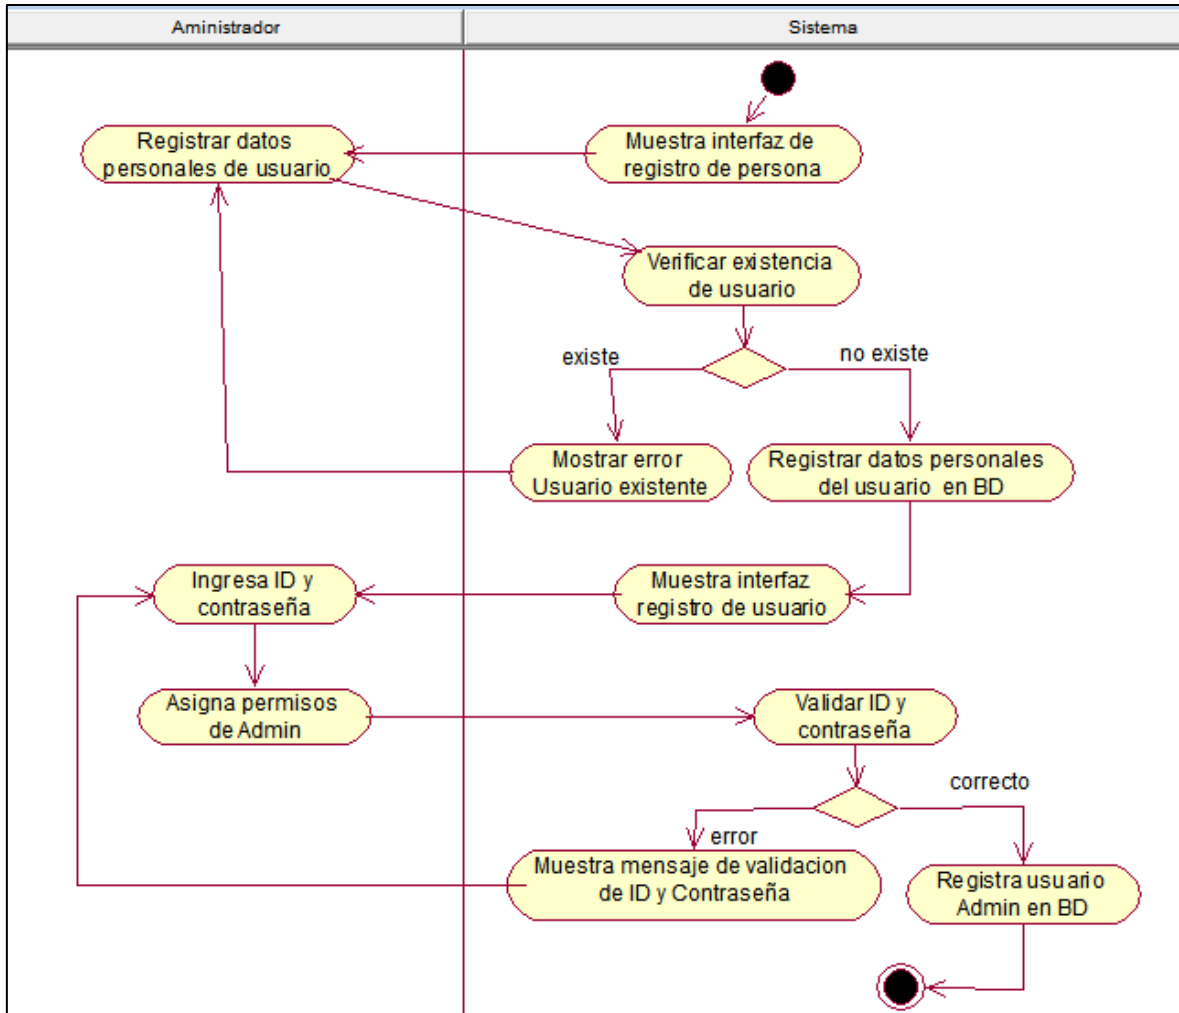 Aministrador
Sistema
Registrar datos
personales de usuario
Muestra interfaz de
registro de persona
Verificar existencia
de usuario
existe
no existe
Mostrar error
Usuario existente
Registrar datos personales
del usuario en BD
Ingresa ID y
contraseña
Muestra interfaz
registro de usuario
Asigna permisos
de Admin
Validar ID y
contraseña
correcto
error
Muestra mensaje de validacion
de ID y Contraseña
Registra usuario
Admin en BD